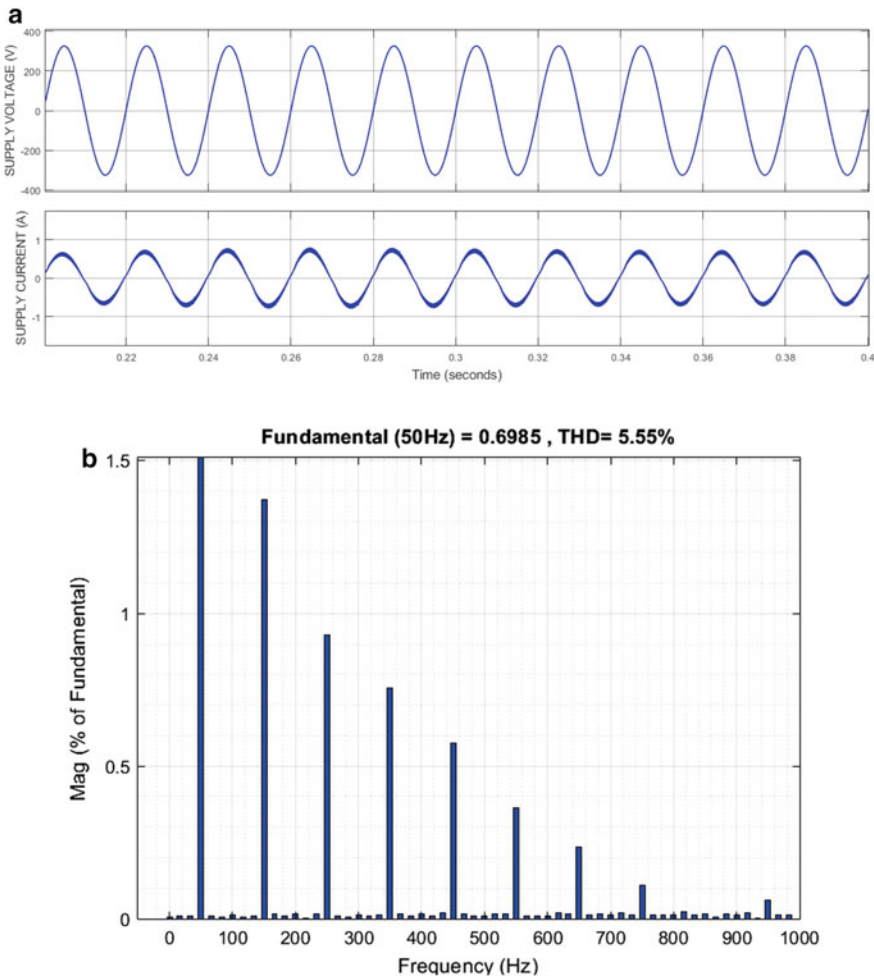 a
SUPPLY VOLTAGE (V)
400
200
0
-200
-400
SUPPLY CURRENT (A)
1
0
-1
0.22 0.24 0.26 0.28 0.3 0.32 0.34 0.36 0.38 0.4
Time (seconds)
Fundamental (50Hz) = 0.6985 , THD= 5.55%
b
Mag (% of Fundamental)
1.5
1
0.5
0
0 100 200 300 400 500 600 700 800 900 1000
Frequency (Hz)